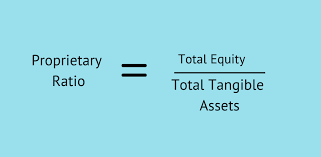 Proprietary
Ratio
=
Total Equity
Total Tangible
Assets